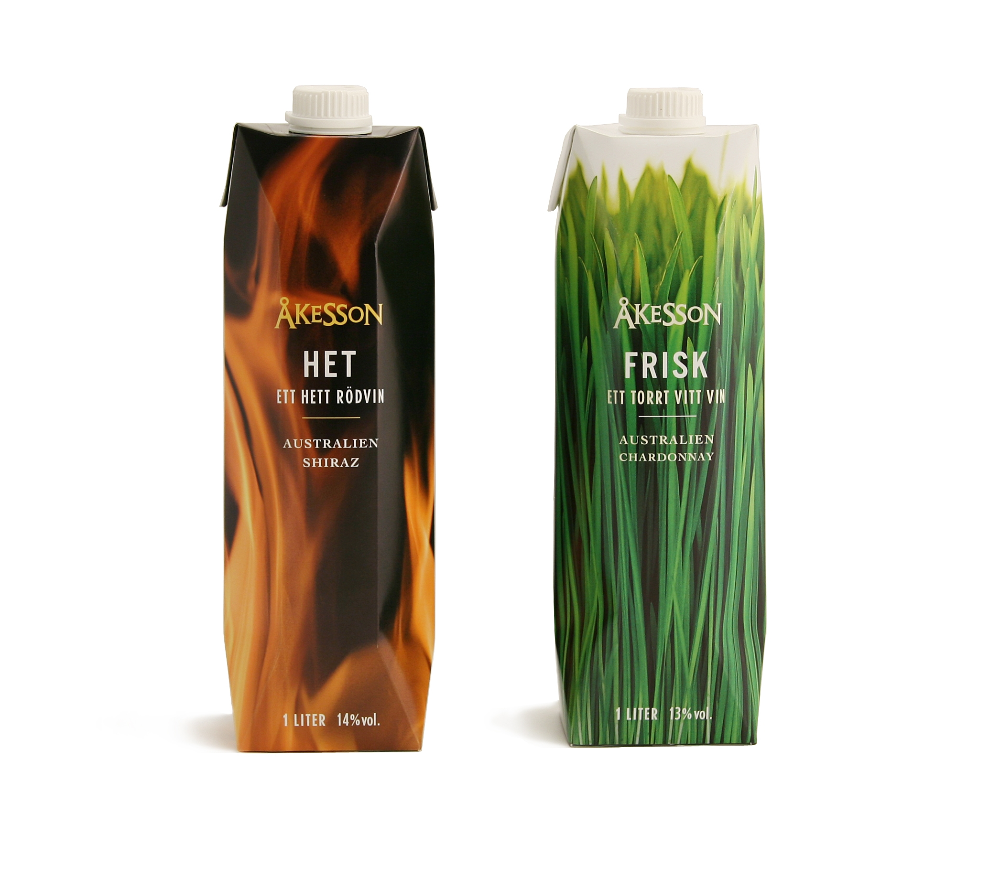 ÅKESSON
HET
ETT HETT RÖDVIN
AUSTRALIEN
SHIRAZ
1 LITER 14% vol.
ÅKESSON
FRISK
ETT TORRT VITT VIN
AUSTRALIEN
CHARDONNAY
1 LITER 13% vol.